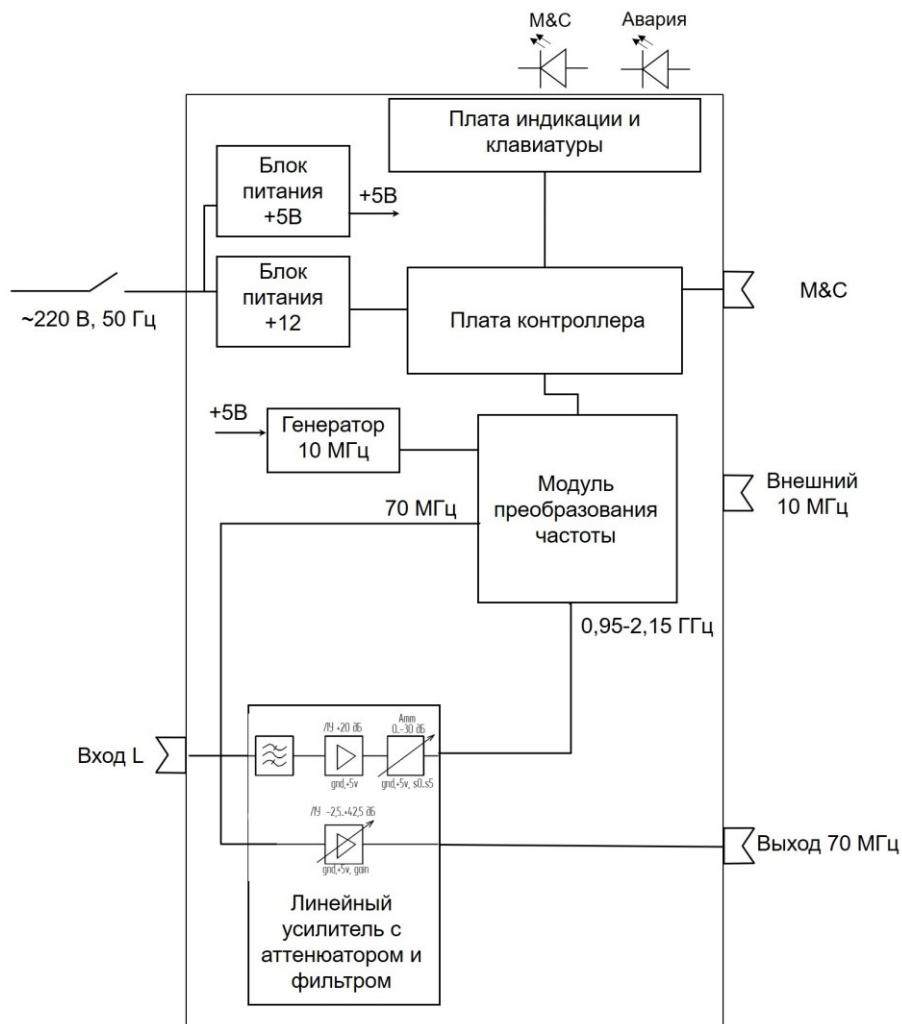 M&C
Авария
Плата индикации и
клавиатуры
Блок
питания
+5В
+5В
Блок
питания
+12
~220 В, 50 Гц
Плата контроллера
M&C
+5В
Генератор
10 МГц
Модуль
преобразования
частоты
Внешний
10 МГц
70 МГц
0,95-2,15 ГГц
Вход L
ЛУ +20 дБ
gnd,+5v
Amm
0..-30 дБ
gnd,+5v, s0..s5
ЛУ -2,5..+42,5 дБ
gnd,+5v, gain
Выход 70 МГц
Линейный
усилитель с
аттенюатором и
фильтром